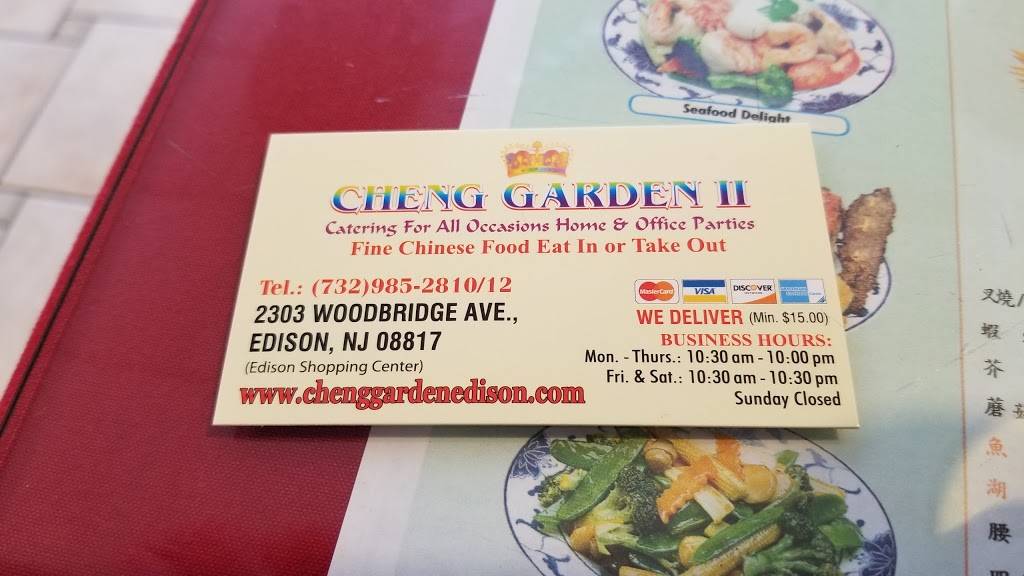 Seafood Delight
CHENG GARDEN II
Catering For All Occasions Home & Office Parties
Fine Chinese Food Eat In or Take Out
Tel.: (732)985-2810/12
2303 WOODBRIDGE AVE.,
EDISON, NJ 08817
(Edison Shopping Center)
www.chenggardenedison.com
MasterCard VISA DISCOVER
WE DELIVER (Min. $15.00)
BUSINESS HOURS:
Mon. - Thurs.: 10:30 am - 10:00 pm
Fri. & Sat.: 10:30 am - 10:30 pm
Sunday Closed
叉燒/
蝦
芥
蘑
魚
湖
腰
四